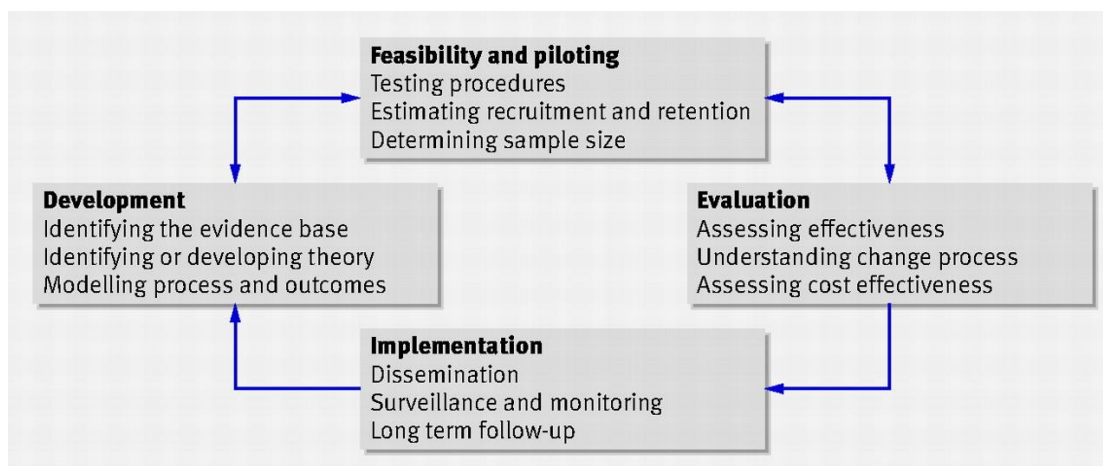 Feasibility and piloting
Testing procedures
Estimating recruitment and retention
Determining sample size
Development
Identifying the evidence base
Identifying or developing theory
Modelling process and outcomes
Evaluation
Assessing effectiveness
Understanding change process
Assessing cost effectiveness
Implementation
Dissemination
Surveillance and monitoring
Long term follow-up